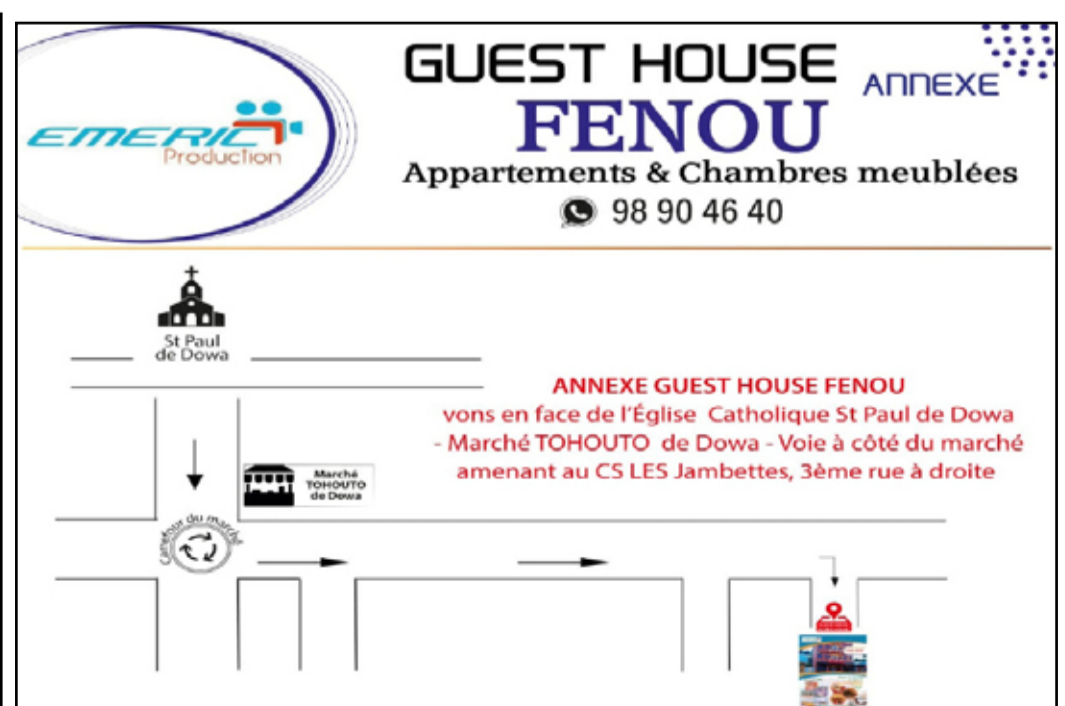 EMERIC
Production
GUEST HOUSE
ANNEXE
FENOU
Appartements & Chambres meublées
98 90 46 40
St Paul
de Dowa
ANNEXE GUEST HOUSE FENOU
vons en face de l'Église Catholique St Paul de Dowa
- Marché TOHOUTO de Dowa - Voie à côté du marché
amenant au CS LES Jambettes, 3ème rue à droite
Marché
TOHOUTO
de Dowa
Carrefour du marché